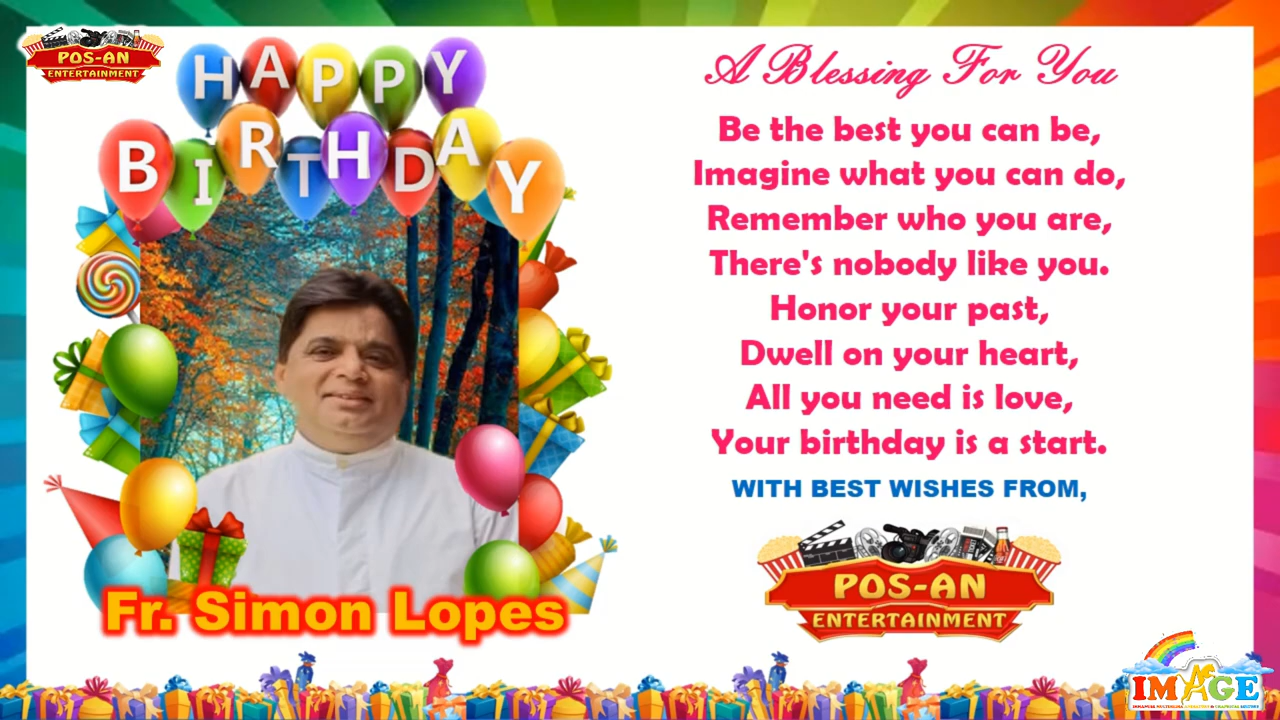 POS-AN
ENTERTAINMENT
HAPPY
BIRTHDAY
Fr. Simon Lopes
A Blessing For You
Be the best you can be,
Imagine what you can do,
Remember who you are,
There's nobody like you.
Honor your past,
Dwell on your heart,
All you need is love,
Your birthday is a start.
WITH BEST WISHES FROM,
POS-AN
ENTERTAINMENT
IMAGE